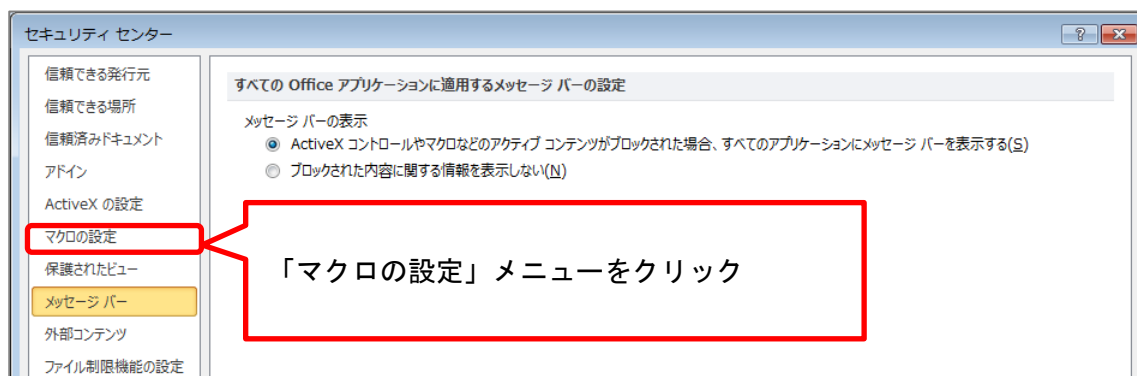 セキュリティ センター
信頼できる発行元
信頼できる場所
信頼済みドキュメント
アドイン
ActiveX の設定
マクロの設定
保護されたビュー
メッセージ バー
外部コンテンツ
ファイル制限機能の設定
すべての Office アプリケーションに適用するメッセージ バーの設定
メッセージ バーの表示
ActiveX コントロールやマクロなどのアクティブ コンテンツがブロックされた場合、すべてのアプリケーションにメッセージ バーを表示する(S)
ブロックされた内容に関する情報を表示しない(N)
「マクロの設定」メニューをクリック